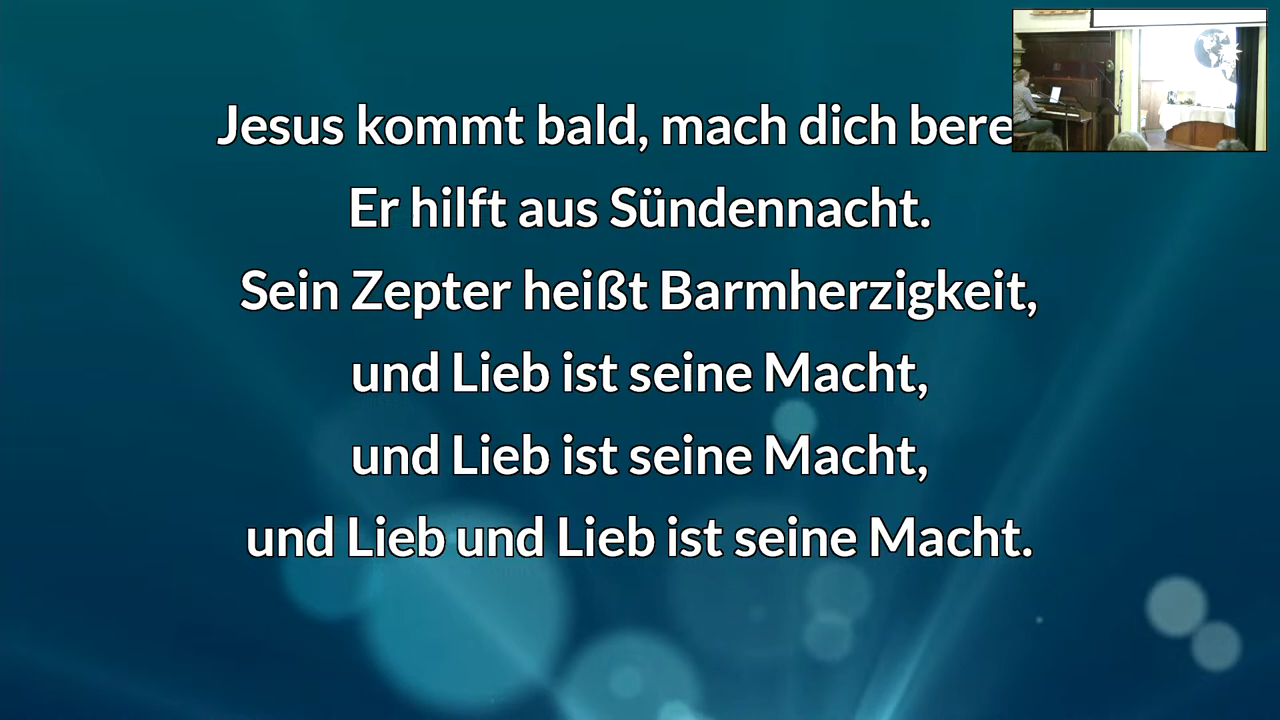 Jesus kommt bald, mach dich bere
Er hilft aus Sündennacht.
Sein Zepter heißt Barmherzigkeit,
und Lieb ist seine Macht,
und Lieb ist seine Macht,
und Lieb und Lieb ist seine Macht.